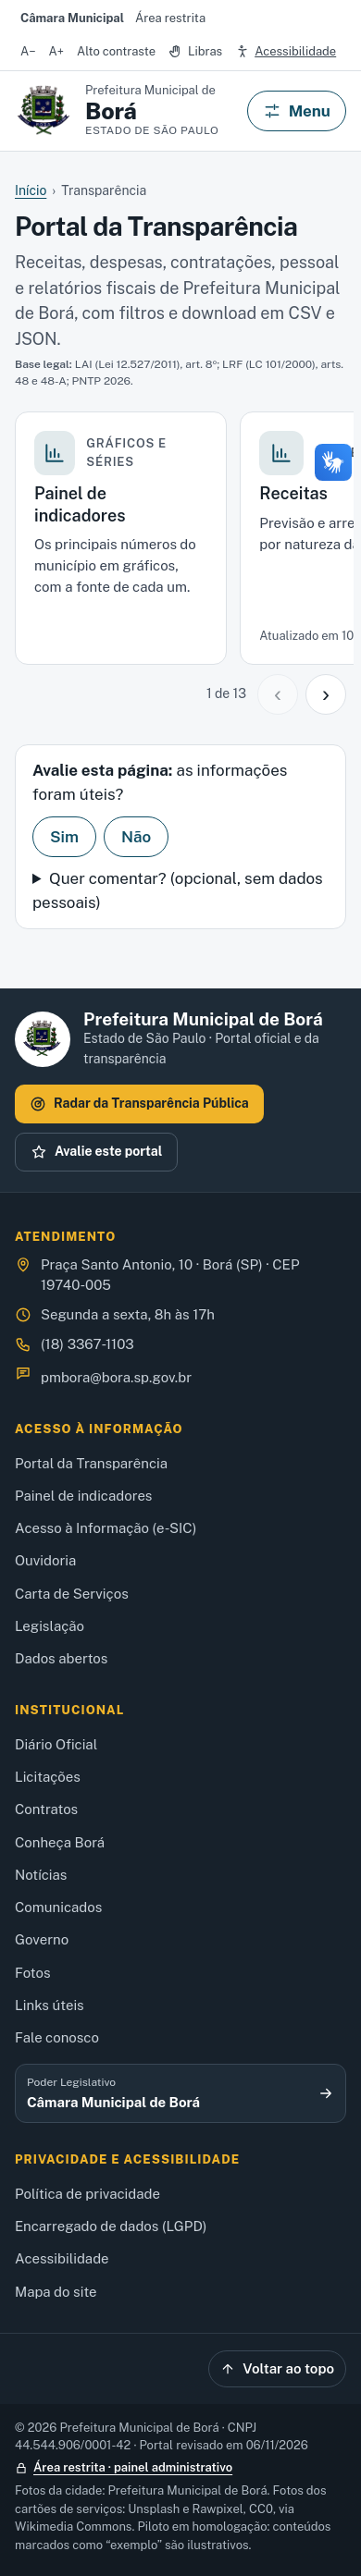 Câmara Municipal Área restrita
A− A+ Alto contraste Libras Acessibilidade
Prefeitura Municipal de
Borá
ESTADO DE SÃO PAULO
Menu
Início › Transparência
Portal da Transparência
Receitas, despesas, contratações, pessoal
e relatórios fiscais de Prefeitura Municipal
de Borá, com filtros e download em CSV e
JSON.
Base legal: LAI (Lei 12.527/2011), art. 8º; LRF (LC 101/2000), arts.
48 e 48-A; PNTP 2026.
GRÁFICOS E
SÉRIES
Painel de
indicadores
Os principais números do
município em gráficos,
com a fonte de cada um.
Receitas
Previsão e arre
por natureza da
Atualizado em 10
1 de 13 ‹ ›
Avalie esta página: as informações
foram úteis?
Sim Não
▶ Quer comentar? (opcional, sem dados
pessoais)
Prefeitura Municipal de Borá
Estado de São Paulo · Portal oficial e da
transparência
Radar da Transparência Pública
Avalie este portal
ATENDIMENTO
Praça Santo Antonio, 10 · Borá (SP) · CEP
19740-005
Segunda a sexta, 8h às 17h
(18) 3367-1103
pmbora@bora.sp.gov.br
ACESSO À INFORMAÇÃO
Portal da Transparência
Painel de indicadores
Acesso à Informação (e-SIC)
Ouvidoria
Carta de Serviços
Legislação
Dados abertos
INSTITUCIONAL
Diário Oficial
Licitações
Contratos
Conheça Borá
Notícias
Comunicados
Governo
Fotos
Links úteis
Fale conosco
Poder Legislativo
Câmara Municipal de Borá →
PRIVACIDADE E ACESSIBILIDADE
Política de privacidade
Encarregado de dados (LGPD)
Acessibilidade
Mapa do site
↑ Voltar ao topo
© 2026 Prefeitura Municipal de Borá · CNPJ
44.544.906/0001-42 · Portal revisado em 06/11/2026
Área restrita · painel administrativo
Fotos da cidade: Prefeitura Municipal de Borá. Fotos dos
cartões de serviços: Unsplash e Rawpixel, CC0, via
Wikimedia Commons. Piloto em homologação: conteúdos
marcados como “exemplo” são ilustrativos.